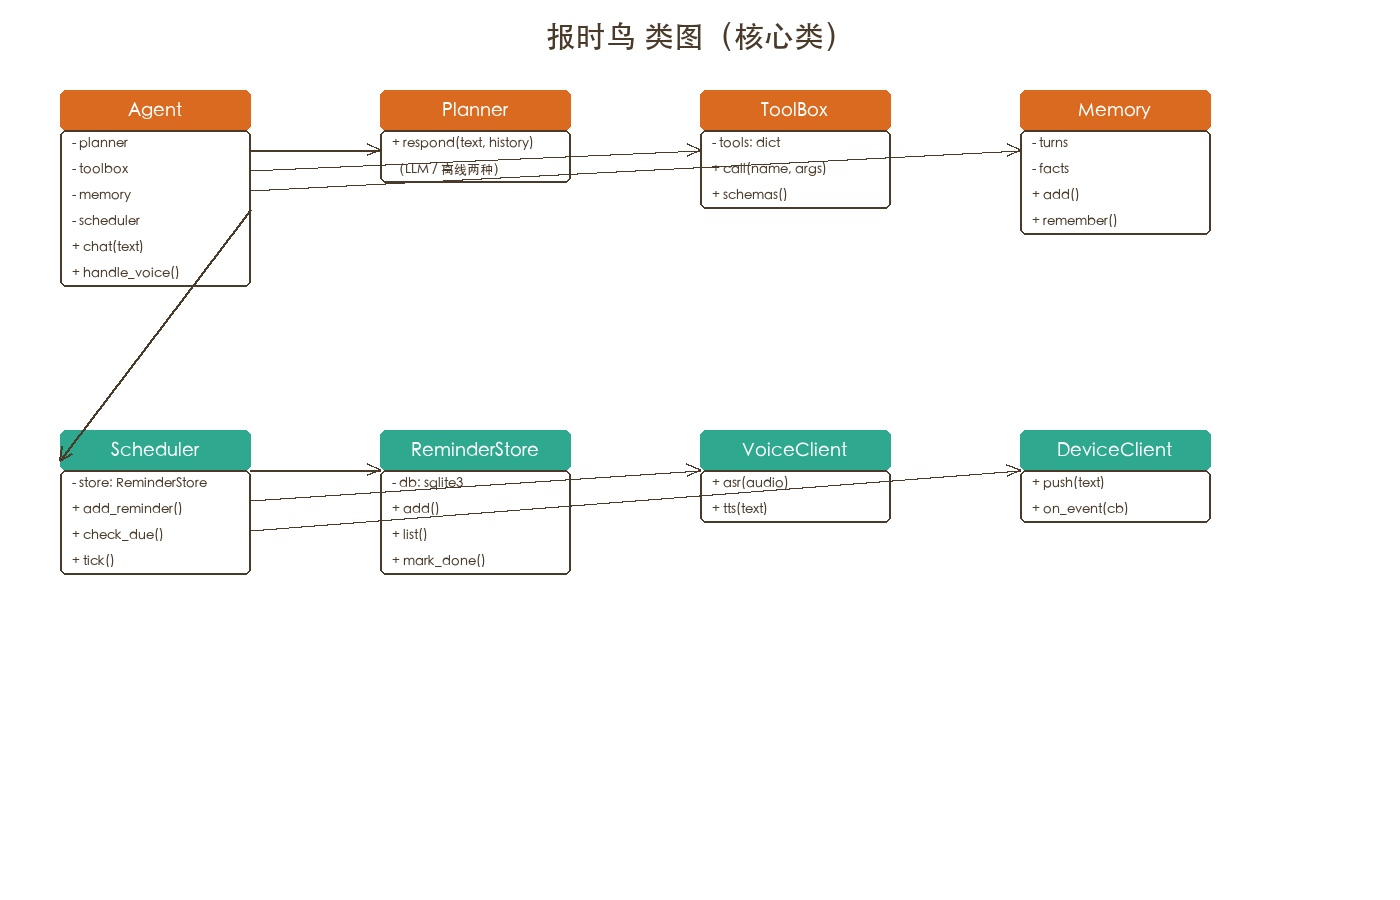 报时鸟 类图（核心类）
Agent
- planner
- toolbox
- memory
- scheduler
+ chat(text)
+ handle_voice()
Planner
+ respond(text, history)
(LLM / 离线两种)
ToolBox
- tools: dict
+ call(name, args)
+ schemas()
Memory
- turns
- facts
+ add()
+ remember()
Scheduler
- store: ReminderStore
+ add_reminder()
+ check_due()
+ tick()
ReminderStore
- db: sqlite3
+ add()
+ list()
+ mark_done()
VoiceClient
+ asr(audio)
+ tts(text)
DeviceClient
+ push(text)
+ on_event(cb)